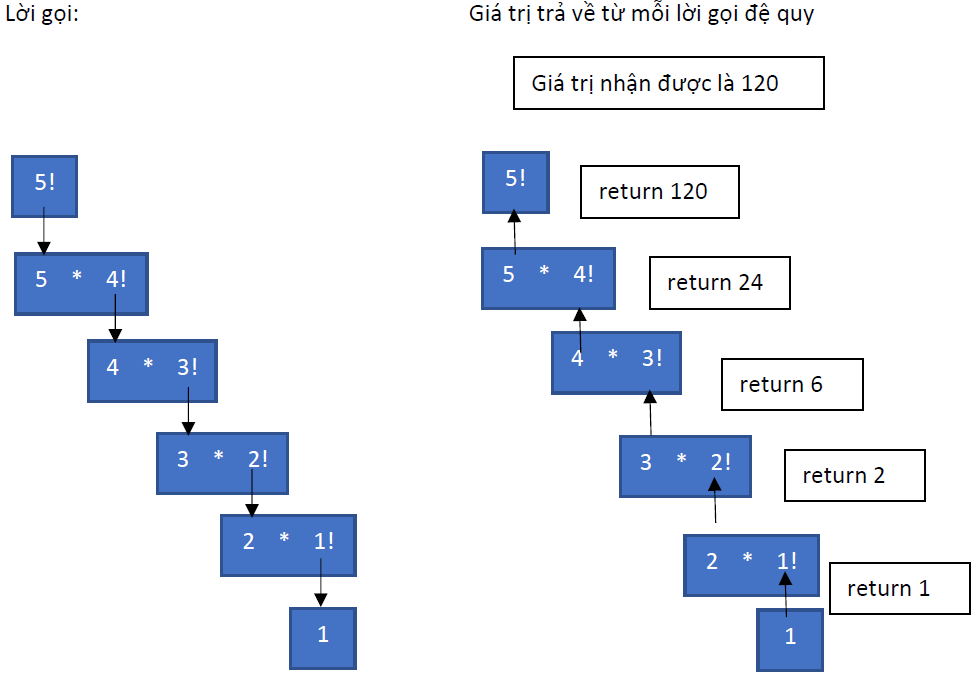 Lời gọi:
Giá trị trả về từ mỗi lời gọi đệ quy
Giá trị nhận được là 120
5!
5 * 4!
4 * 3!
3 * 2!
2 * 1!
1
5!
return 120
5 * 4!
return 24
4 * 3!
return 6
3 * 2!
return 2
2 * 1!
return 1
1